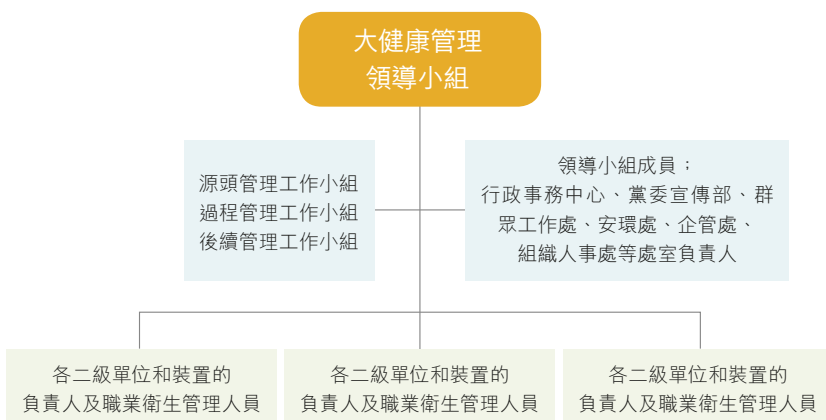 大健康管理
領導小組
源頭管理工作小組
過程管理工作小組
後續管理工作小組
領導小組成員；
行政事務中心、黨委宣傳部、群
眾工作處、安環處、企管處、
組織人事處等處室負責人
各二級單位和裝置的
負責人及職業衛生管理人員
各二級單位和裝置的
負責人及職業衛生管理人員
各二級單位和裝置的
負責人及職業衛生管理人員